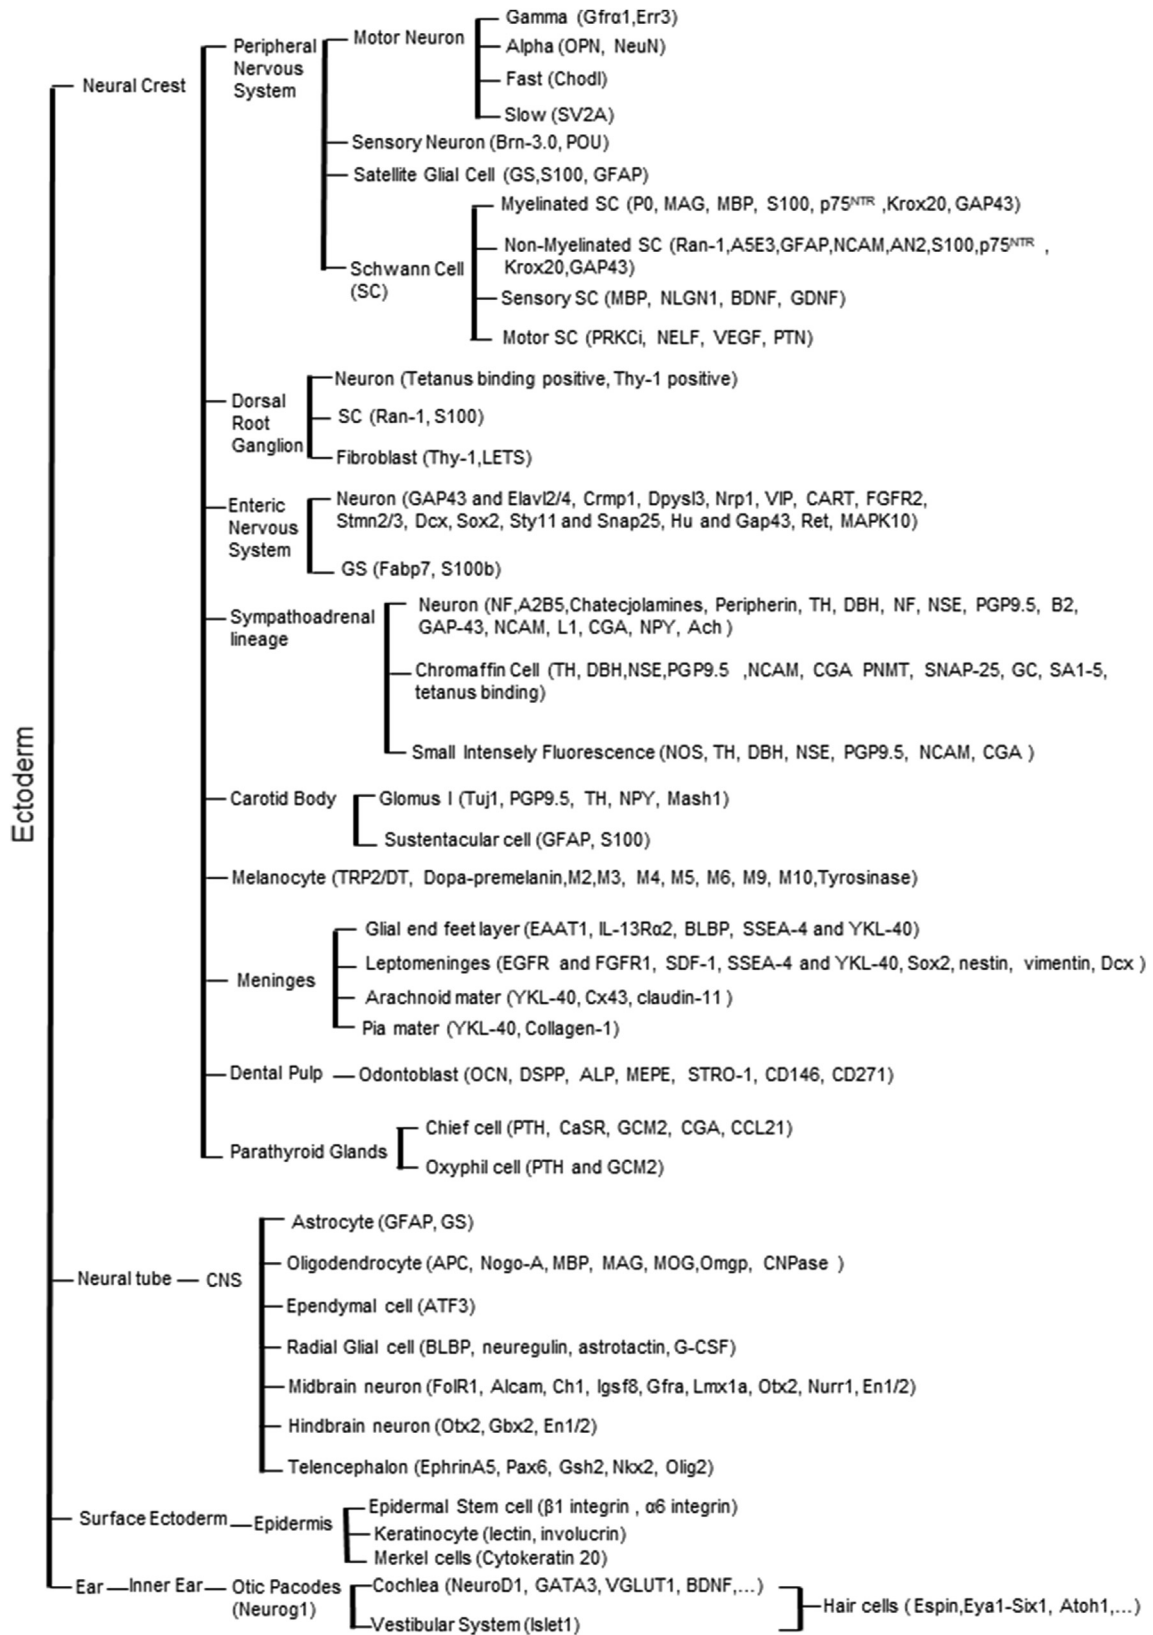 Ectoderm
Neural Crest
Peripheral
Nervous
System
Motor Neuron
Gamma (Gfrα1,Err3)
Alpha (OPN, NeuN)
Fast (Chodl)
Slow (SV2A)
Sensory Neuron (Brn-3.0, POU)
Satellite Glial Cell (GS,S100, GFAP)
Schwann Cell
(SC)
Myelinated SC (P0, MAG, MBP, S100, p75NTR ,Krox20, GAP43)
Non-Myelinated SC (Ran-1,A5E3,GFAP,NCAM,AN2,S100,p75NTR ,
Krox20,GAP43)
Sensory SC (MBP, NLGN1, BDNF, GDNF)
Motor SC (PRKCi, NELF, VEGF, PTN)
Dorsal
Root
Ganglion
Neuron (Tetanus binding positive, Thy-1 positive)
SC (Ran-1, S100)
Fibroblast (Thy-1,LETS)
Enteric
Nervous
System
Neuron (GAP43 and Elavl2/4, Crmp1, Dpysl3, Nrp1, VIP, CART, FGFR2,
Stmn2/3, Dcx, Sox2, Sty11 and Snap25, Hu and Gap43, Ret, MAPK10)
GS (Fabp7, S100b)
Sympathoadrenal
lineage
Neuron (NF,A2B5,Chatecjolamines, Peripherin, TH, DBH, NF, NSE, PGP9.5, B2,
GAP-43, NCAM, L1, CGA, NPY, Ach )
Chromaffin Cell (TH, DBH,NSE,PGP9.5 ,NCAM, CGA PNMT, SNAP-25, GC, SA1-5,
tetanus binding)
Small Intensely Fluorescence (NOS, TH, DBH, NSE, PGP9.5, NCAM, CGA )
Carotid Body
Glomus I (Tuj1, PGP9.5, TH, NPY, Mash1)
Sustentacular cell (GFAP, S100)
Melanocyte (TRP2/DT, Dopa-premelanin,M2,M3, M4, M5, M6, M9, M10,Tyrosinase)
Meninges
Glial end feet layer (EAAT1, IL-13Rα2, BLBP, SSEA-4 and YKL-40)
Leptomeninges (EGFR and FGFR1, SDF-1, SSEA-4 and YKL-40, Sox2, nestin, vimentin, Dcx )
Arachnoid mater (YKL-40, Cx43, claudin-11 )
Pia mater (YKL-40, Collagen-1)
Dental Pulp
Odontoblast (OCN, DSPP, ALP, MEPE, STRO-1, CD146, CD271)
Parathyroid Glands
Chief cell (PTH, CaSR, GCM2, CGA, CCL21)
Oxyphil cell (PTH and GCM2)
Neural tube
CNS
Astrocyte (GFAP, GS)
Oligodendrocyte (APC, Nogo-A, MBP, MAG, MOG,Omgp, CNPase )
Ependymal cell (ATF3)
Radial Glial cell (BLBP, neuregulin, astrotactin, G-CSF)
Midbrain neuron (FolR1, Alcam, Ch1, Igsf8, Gfra, Lmx1a, Otx2, Nurr1, En1/2)
Hindbrain neuron (Otx2, Gbx2, En1/2)
Telencephalon (EphrinA5, Pax6, Gsh2, Nkx2, Olig2)
Surface Ectoderm
Epidermis
Epidermal Stem cell (β1 integrin , α6 integrin)
Keratinocyte (lectin, involucrin)
Merkel cells (Cytokeratin 20)
Ear
Inner Ear
Otic Pacodes
(Neurog1)
Cochlea (NeuroD1, GATA3, VGLUT1, BDNF,...)
Vestibular System (Islet1)
Hair cells ( Espin,Eya1-Six1, Atoh1,...)